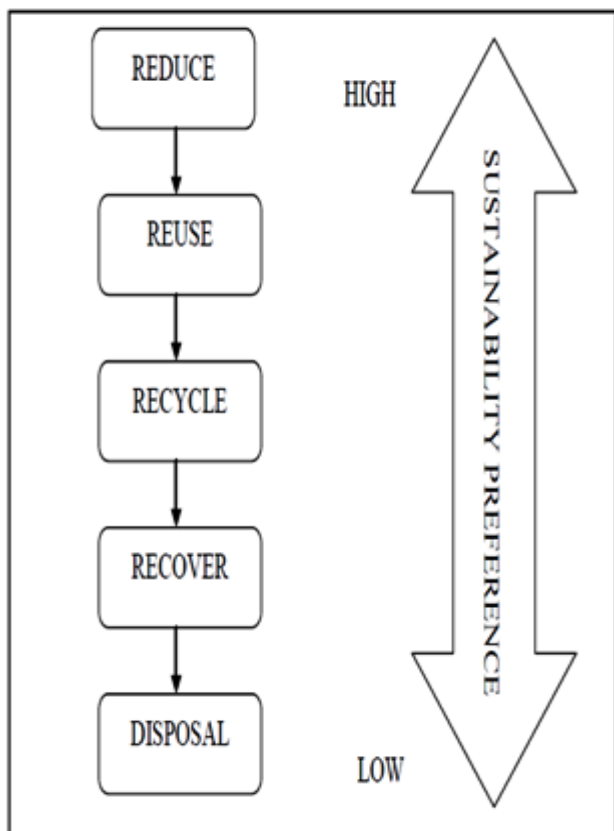 REDUCE
HIGH
REUSE
RECYCLE
RECOVER
DISPOSAL
LOW
SUSTAINABILITY PREFERENCE